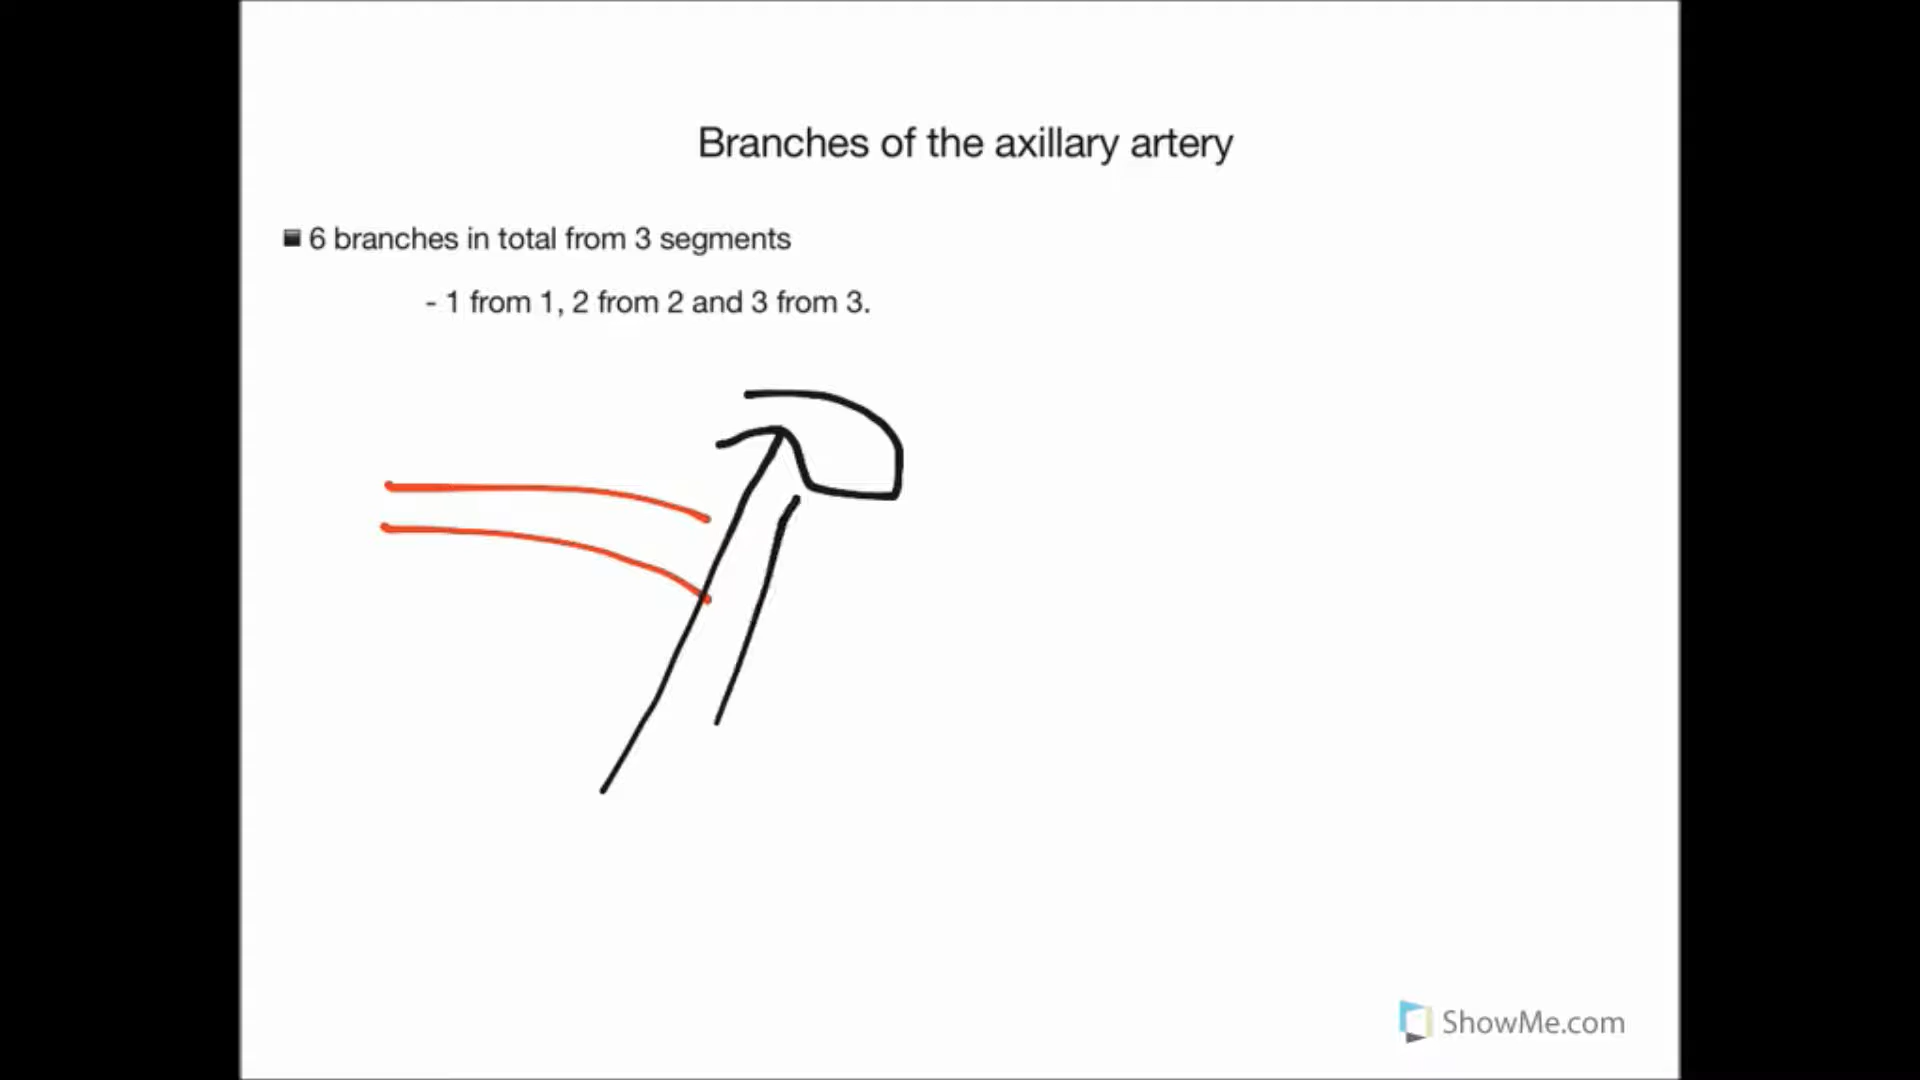 Branches of the axillary artery
6 branches in total from 3 segments
- 1 from 1, 2 from 2 and 3 from 3.
ShowMe.com